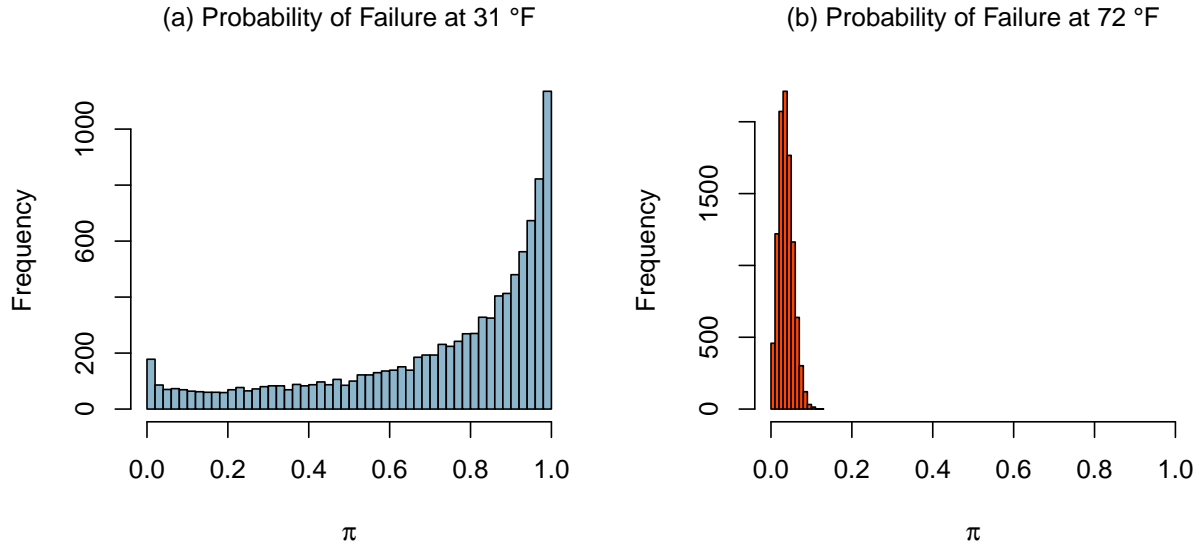 (a) Probability of Failure at 31 °F
Frequency
1000
600
200
0
0.0 0.2 0.4 0.6 0.8 1.0
π
(b) Probability of Failure at 72 °F
Frequency
1500
500
0
0.0 0.2 0.4 0.6 0.8 1.0
π